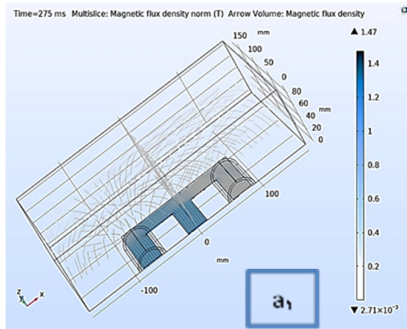 Time=275 ms Multislice: Magnetic flux density norm (T) Arrow Volume: Magnetic flux density
▲ 1.47
150 mm
100
50
0
80
60
40 mm
20
0
1.4
1.2
1
0.8
0.6
0.4
0.2
100
0
mm
-100
z
y x
a₁
▼ 2.71×10⁻³